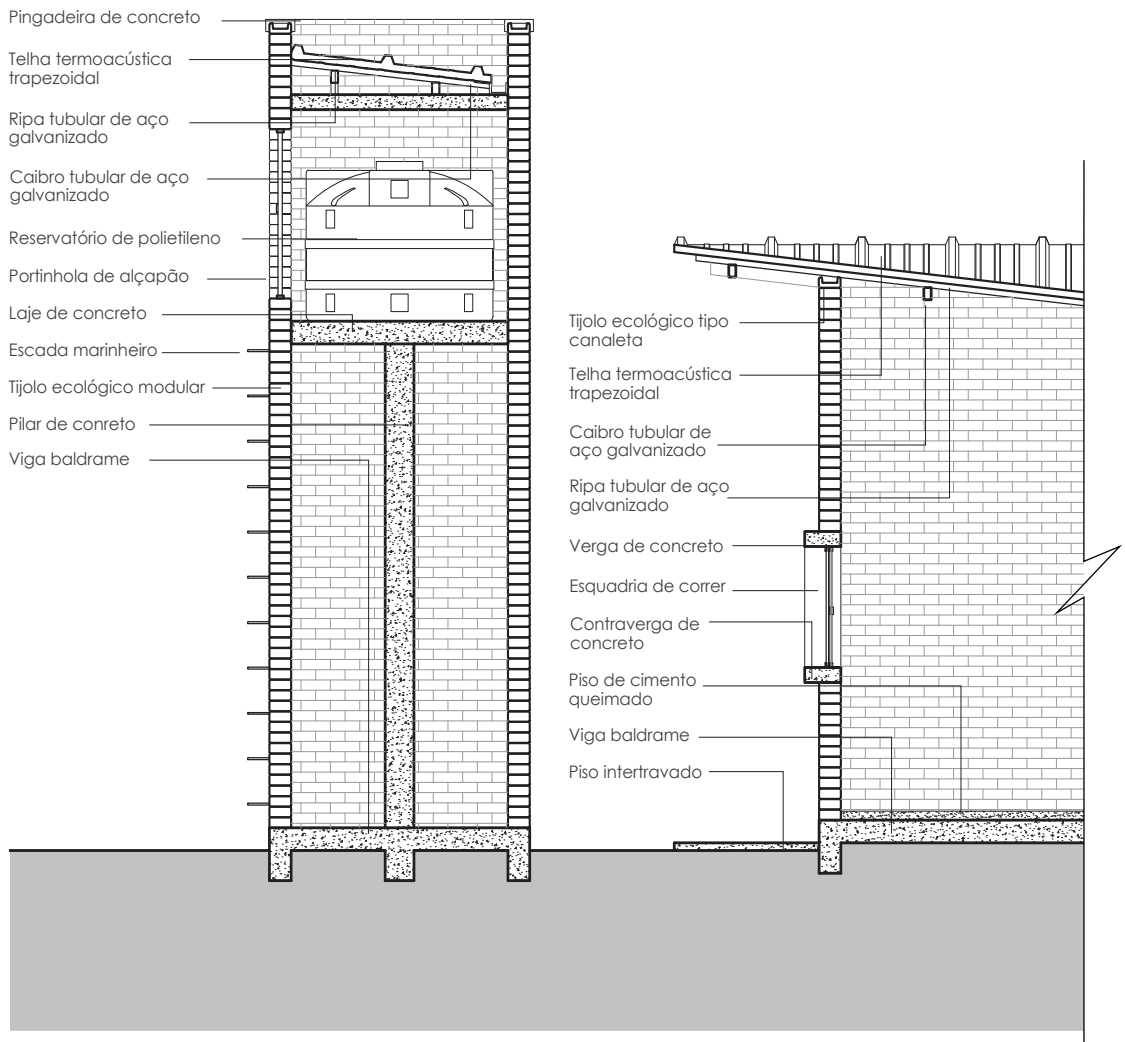 Pingadeira de concreto
Telha termoacústica
trapezoidal
Ripa tubular de aço
galvanizado
Caibro tubular de aço
galvanizado
Reservatório de polietileno
Portinhola de alçapão
Laje de concreto
Escada marinheiro
Tijolo ecológico modular
Pilar de conreto
Viga baldrame
Tijolo ecológico tipo
canaleta
Telha termoacústica
trapezoidal
Caibro tubular de
aço galvanizado
Ripa tubular de aço
galvanizado
Verga de concreto
Esquadria de correr
Contraverga de
concreto
Piso de cimento
queimado
Viga baldrame
Piso intertravado